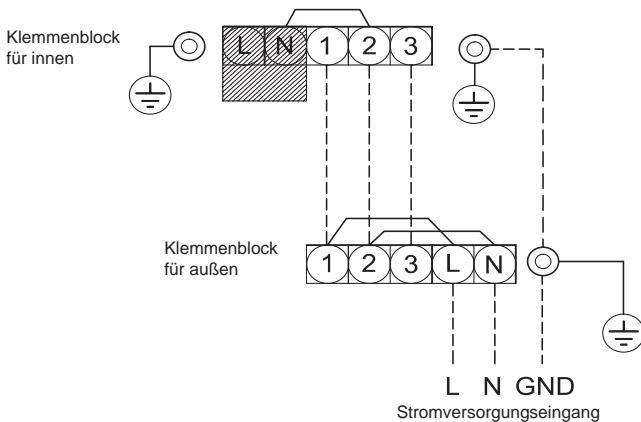 Klemmenblock
für innen
L N 1 2 3
Klemmenblock
für außen
1 2 3 L N
L N GND
Stromversorgungseingang